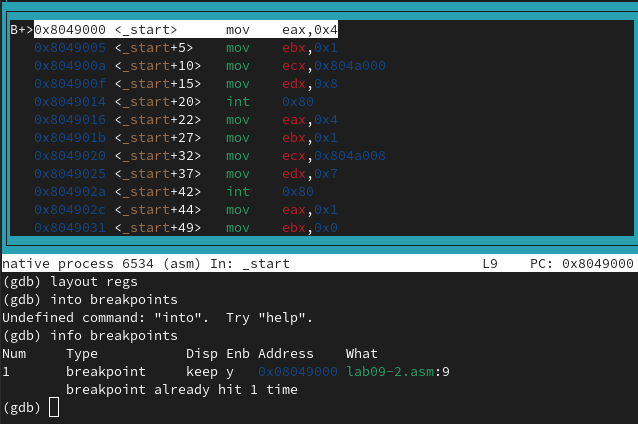 B+>0x8049000 <_start>      mov    eax,0x4
0x8049005 <_start+5>    mov    ebx,0x1
0x804900a <_start+10>   mov    ecx,0x804a000
0x804900f <_start+15>   mov    edx,0x8
0x8049014 <_start+20>   int    0x80
0x8049016 <_start+22>   mov    eax,0x4
0x804901b <_start+27>   mov    ebx,0x1
0x8049020 <_start+32>   mov    ecx,0x804a008
0x8049025 <_start+37>   mov    edx,0x7
0x804902a <_start+42>   int    0x80
0x804902c <_start+44>   mov    eax,0x1
0x8049031 <_start+49>   mov    ebx,0x0
native process 6534 (asm) In: _start                        L9    PC: 0x8049000
(gdb) layout regs
(gdb) into breakpoints
Undefined command: "into".  Try "help".
(gdb) info breakpoints
Num     Type           Disp Enb Address    What
1       breakpoint     keep y   0x08049000 lab09-2.asm:9
        breakpoint already hit 1 time
(gdb)